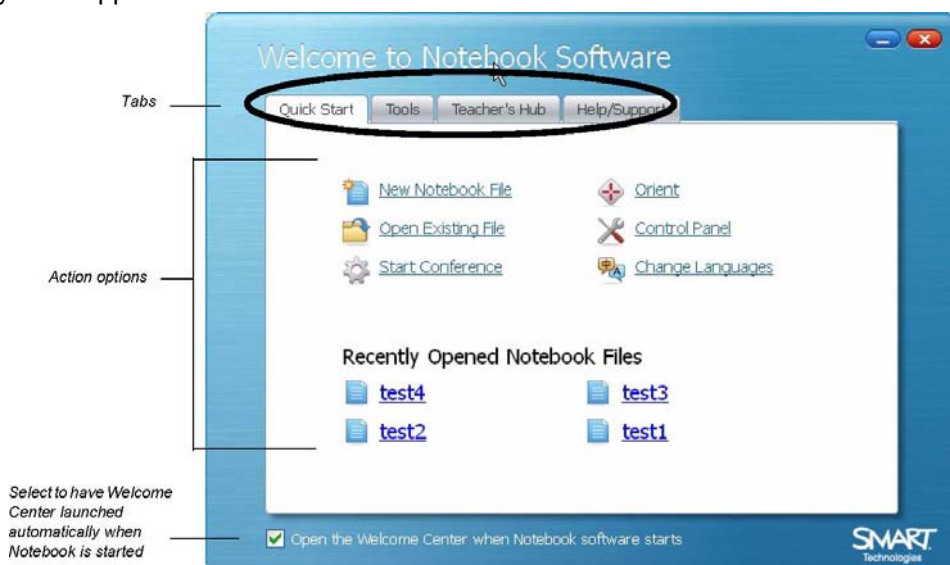 Welcome to Notebook Software
Tabs
Quick Start Tools Teacher's Hub Help/Support
New Notebook File Orient
Open Existing File Control Panel
Action options
Start Conference Change Languages
Recently Opened Notebook Files
test4 test3
test2 test1
Select to have Welcome
Center launched
automatically when
Notebook is started
Open the Welcome Center when Notebook software starts
SMART
Technologies